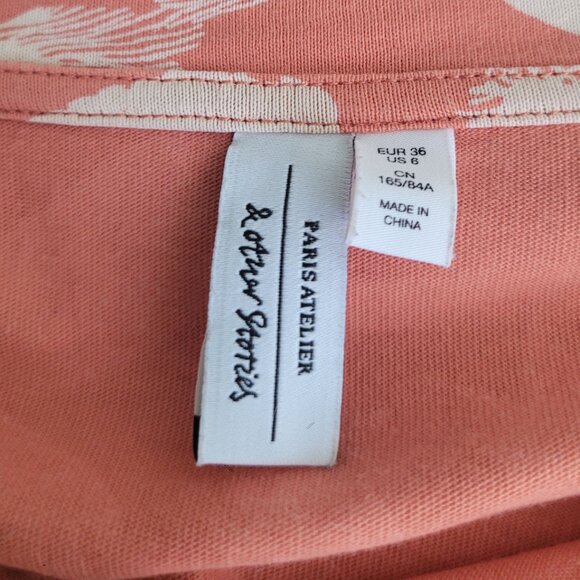 PARIS ATELIER
& Other Stories
EUR 36
US 6
CN
165/84A
MADE IN
CHINA